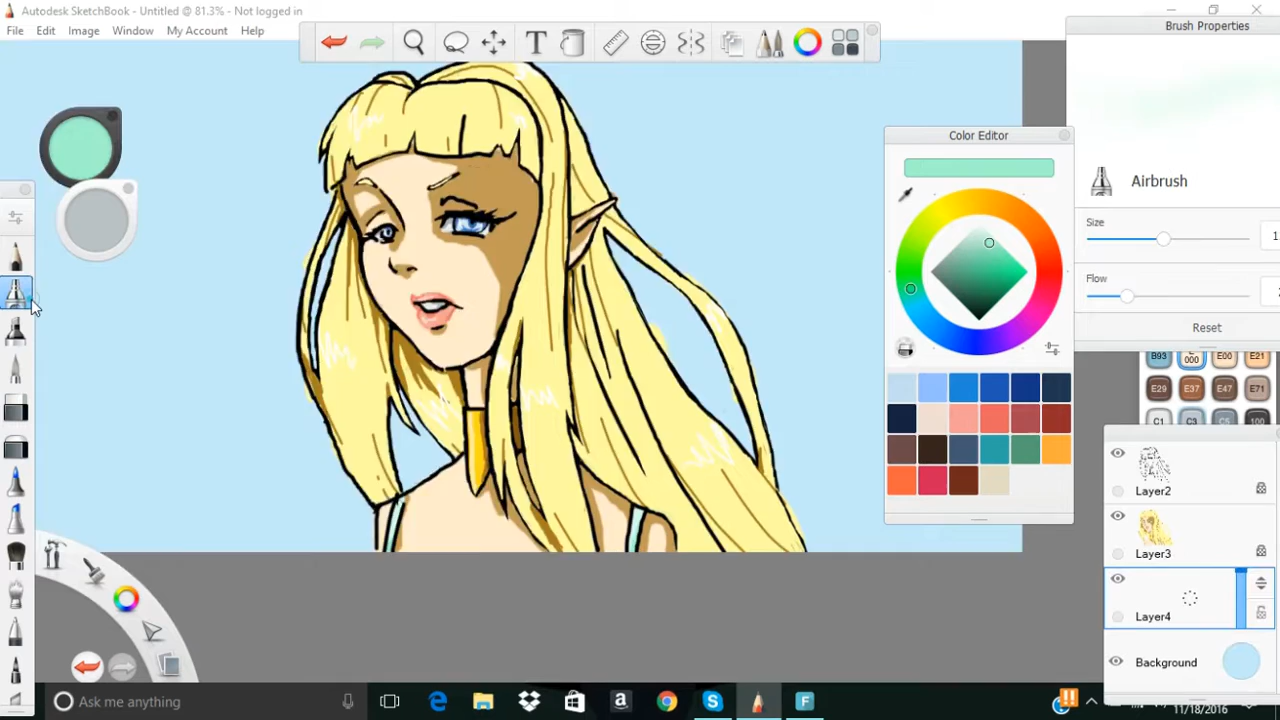 Autodesk SketchBook - Untitled @ 81.3% - Not logged in
File Edit Image Window My Account Help
T
Brush Properties
Airbrush
Size
1
Flow
Reset
Color Editor
B93 000 E00 E21
E29 E37 E47 E71
C1 C3 C5 100
Layer2
Layer3
Layer4
Background
Ask me anything
11/18/2016